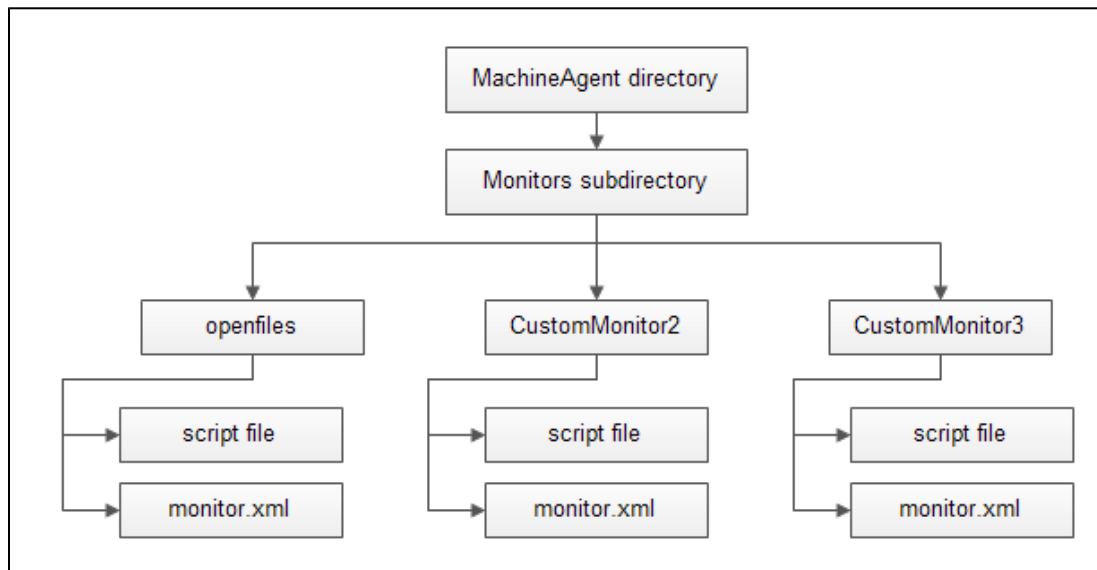 MachineAgent directory
Monitors subdirectory
openfiles
CustomMonitor2
CustomMonitor3
script file
script file
script file
monitor.xml
monitor.xml
monitor.xml